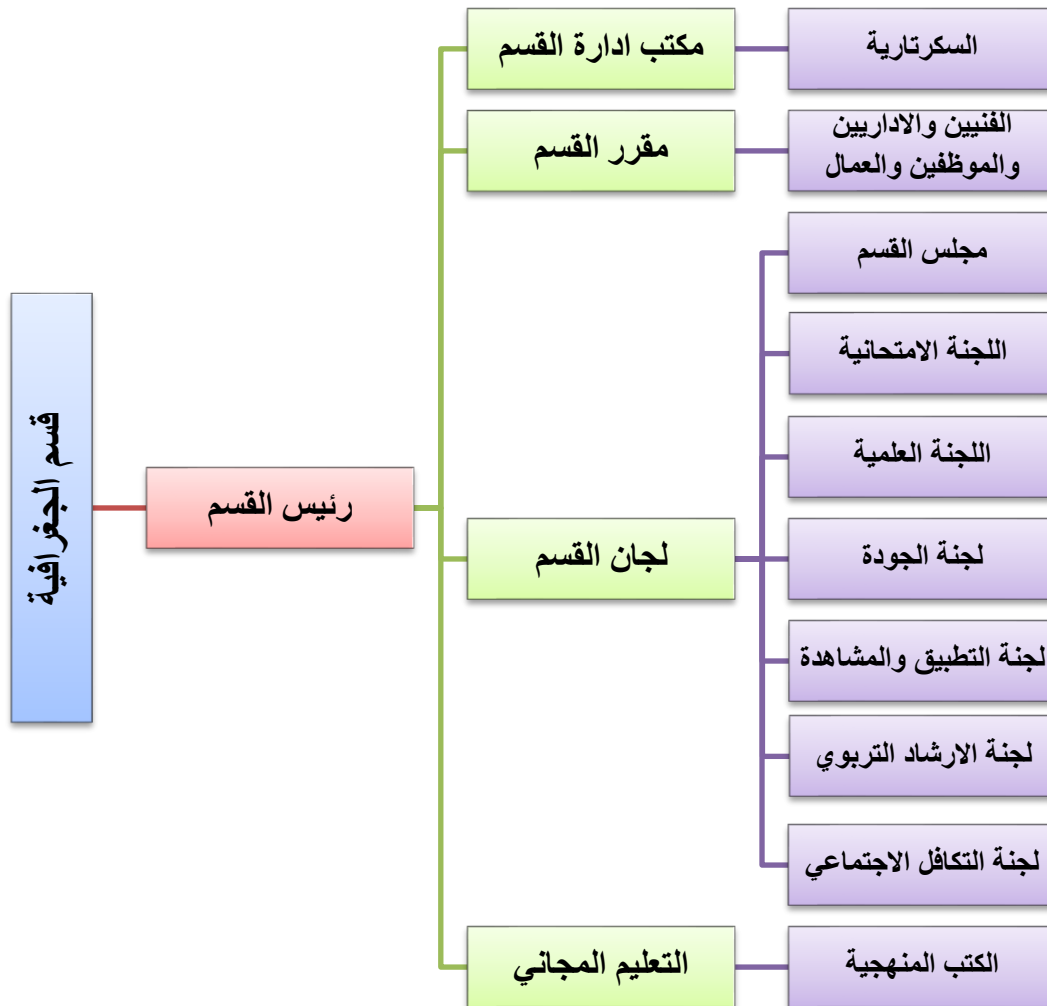 قسم الجغرافية
رئيس القسم
مكتب ادارة القسم
السكرتارية
مقرر القسم
الفنيين والاداريين
والموظفين والعمال
لجان القسم
مجلس القسم
اللجنة الامتحانية
اللجنة العلمية
لجنة الجودة
لجنة التطبيق والمشاهدة
لجنة الارشاد التربوي
لجنة التكافل الاجتماعي
التعليم المجاني
الكتب المنهجية